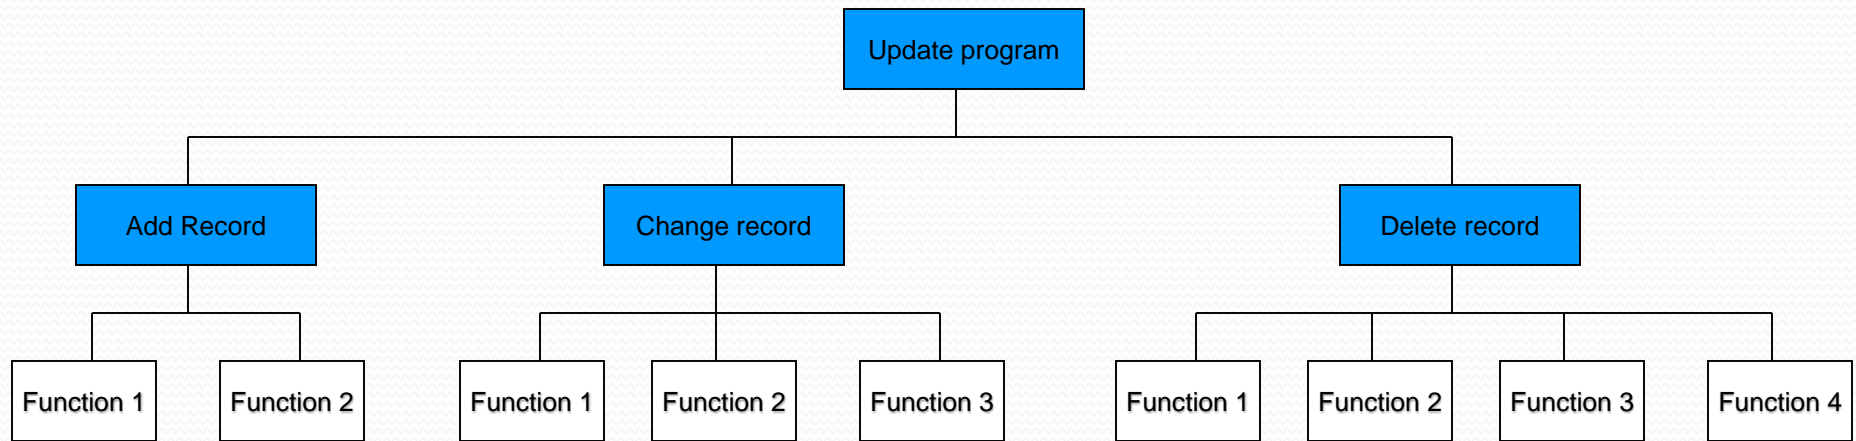 Update program
Add Record
Change record
Delete record
Function 1
Function 2
Function 1
Function 2
Function 3
Function 1
Function 2
Function 3
Function 4